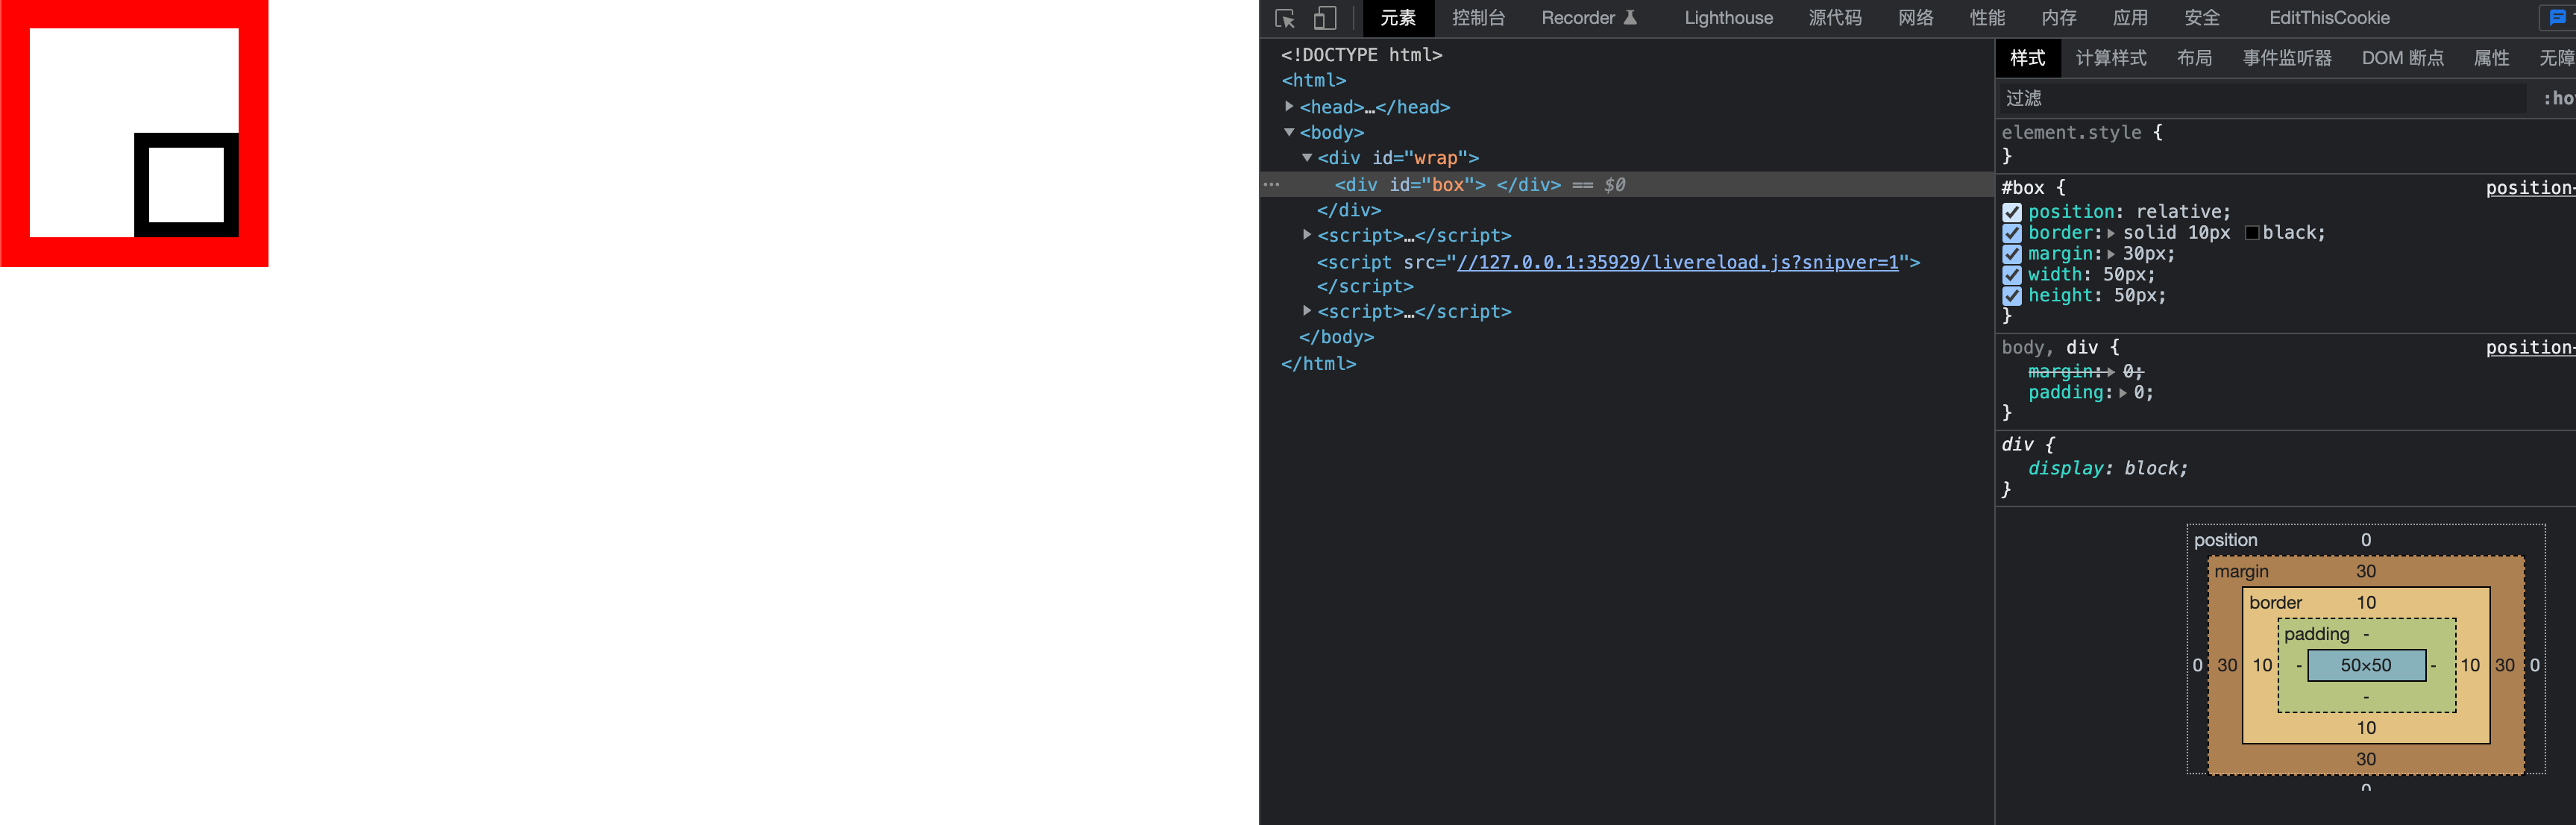 元素 控制台 Recorder Lighthouse 源代码 网络 性能 内存 应用 安全 EditThisCookie
<!DOCTYPE html>
<html>
<head>…</head>
<body>
<div id="wrap">
<div id="box"> </div> == $0
</div>
<script>…</script>
<script src="//127.0.0.1:35929/livereload.js?snipver=1">
</script>
<script>…</script>
</body>
</html>
样式 计算样式 布局 事件监听器 DOM 断点 属性 无障
过滤 :ho
element.style {
}
#box { position-
position: relative;
border: solid 10px black;
margin: 30px;
width: 50px;
height: 50px;
}
body, div { position-
margin: 0;
padding: 0;
}
div {
display: block;
}
position 0
margin 30
border 10
padding -
0 30 10 - 50×50 - 10 30 0
-
10
30